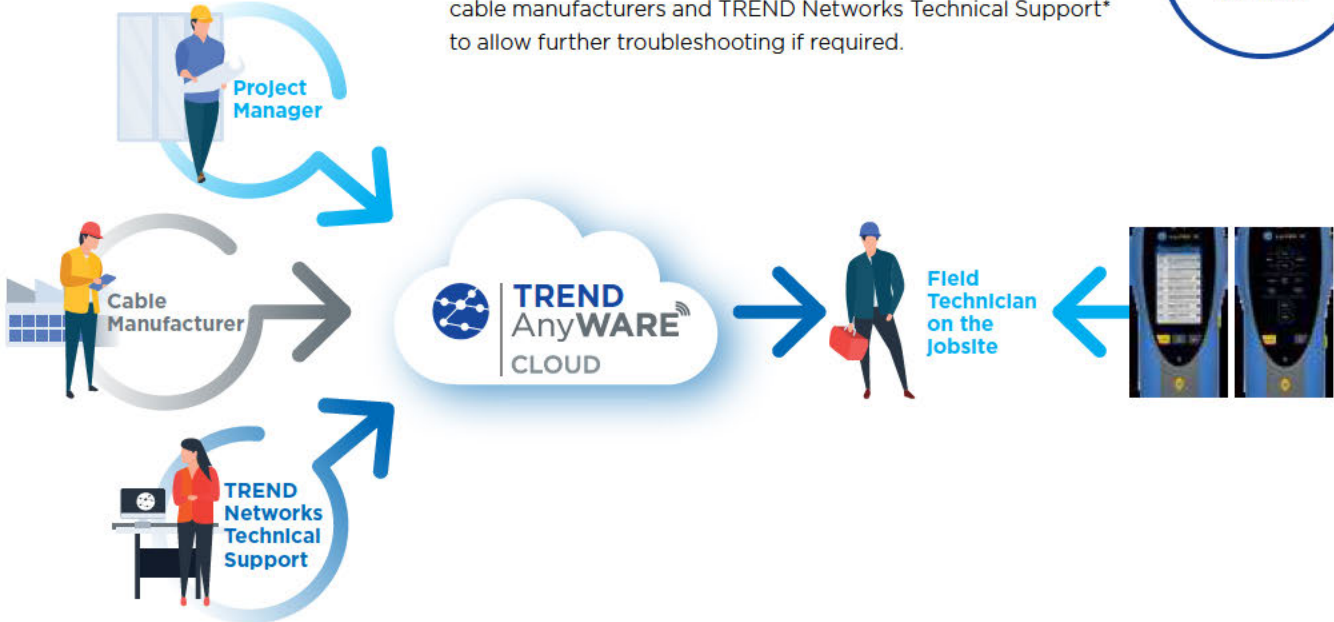 cable manufacturers and TREND Networks Technical Support*
to allow further troubleshooting if required.
Project
Manager
Cable
Manufacturer
TREND
AnyWARE
CLOUD
Field
Technician
on the
jobsite
TREND
Networks
Technical
Support